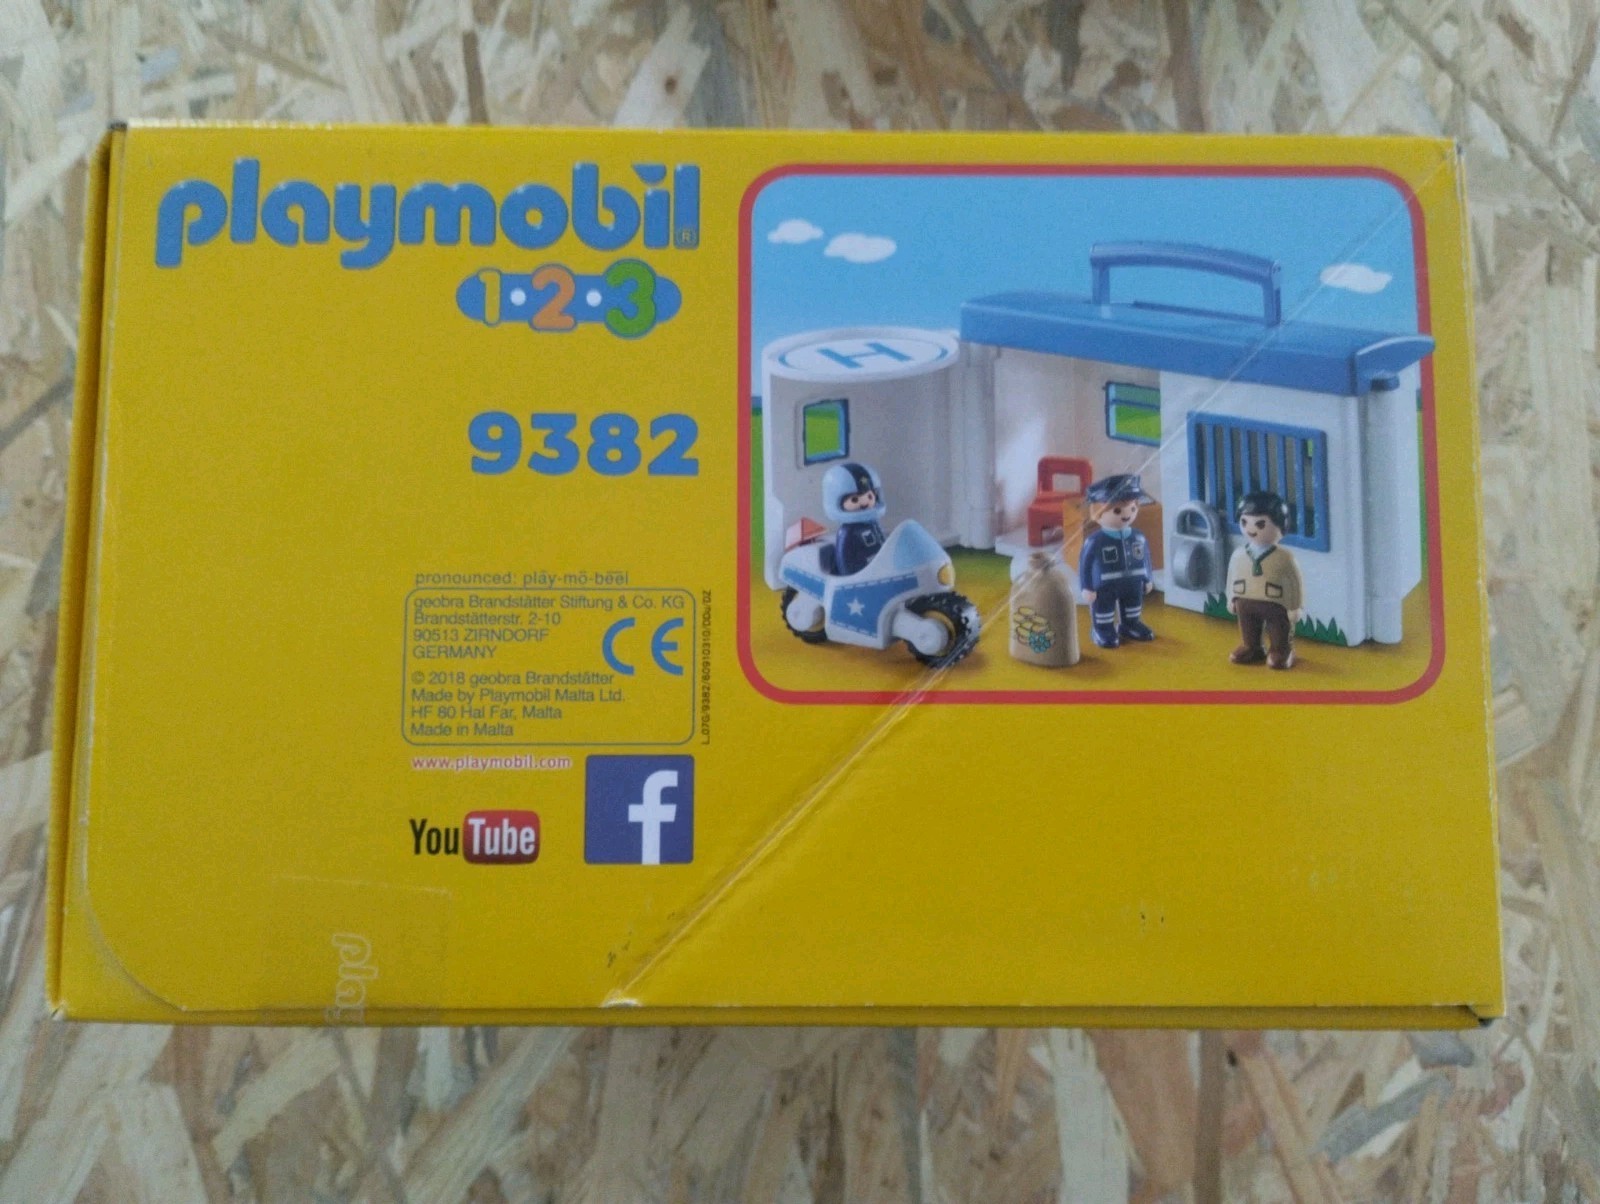 playmobil®
1·2·3
9382
pronounced: plāy-mō-bēēl
geobra Brandstätter Stiftung & Co. KG
Brandstätterstr. 2-10
90513 ZIRNDORF
GERMANY
CE
© 2018 geobra Brandstätter
Made by Playmobil Malta Ltd.
HF 80 Hal Far, Malta
Made in Malta
www.playmobil.com
YouTube
f
H
play